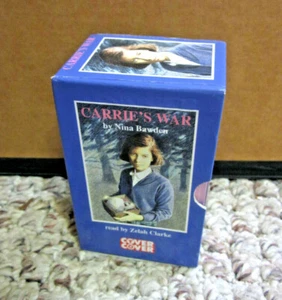 CARRIE'S WAR
by Nina Bawden
read by Zelah Clarke
COVER
TO
COVER